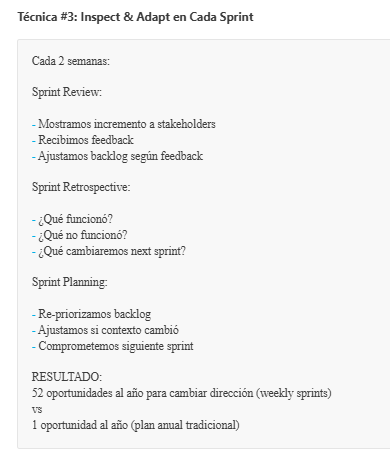 Técnica #3: Inspect & Adapt en Cada Sprint
Cada 2 semanas:
Sprint Review:
- Mostramos incremento a stakeholders
- Recibimos feedback
- Ajustamos backlog según feedback
Sprint Retrospective:
- ¿Qué funcionó?
- ¿Qué no funcionó?
- ¿Qué cambiaremos next sprint?
Sprint Planning:
- Re-priorizamos backlog
- Ajustamos si contexto cambió
- Comprometemos siguiente sprint
RESULTADO:
52 oportunidades al año para cambiar dirección (weekly sprints)
vs
1 oportunidad al año (plan anual tradicional)